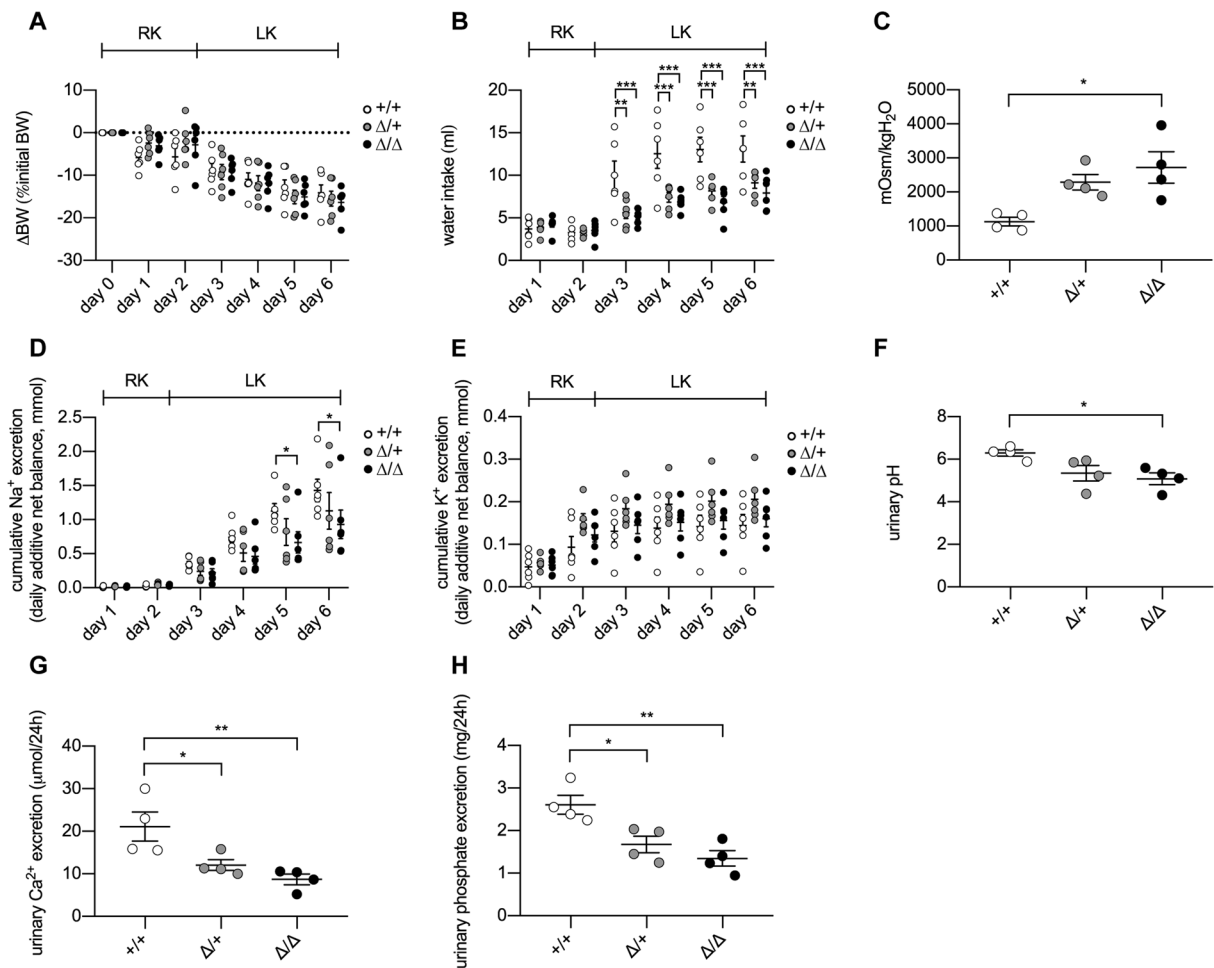 A
RK LK
ΔBW (%initial BW)
10
0
-10
-20
-30
day 0 day 1 day 2 day 3 day 4 day 5 day 6
+/+
Δ/+
Δ/Δ
B
RK LK
water intake (ml)
20
15
10
5
0
*** *** *** ***
** *** *** **
day 1 day 2 day 3 day 4 day 5 day 6
+/+
Δ/+
Δ/Δ
C
mOsm/kgH₂O
5000
4000
3000
2000
1000
0
*
+/+ Δ/+ Δ/Δ
D
RK LK
cumulative Na⁺ excretion
(daily additive net balance, mmol)
2.5
2.0
1.5
1.0
0.5
0.0
* *
day 1 day 2 day 3 day 4 day 5 day 6
+/+
Δ/+
Δ/Δ
E
RK LK
cumulative K⁺ excretion
(daily additive net balance, mmol)
0.4
0.3
0.2
0.1
0.0
day 1 day 2 day 3 day 4 day 5 day 6
+/+
Δ/+
Δ/Δ
F
urinary pH
8
6
4
2
0
*
+/+ Δ/+ Δ/Δ
G
urinary Ca²⁺ excretion (μmol/24h)
40
30
20
10
0
**
*
+/+ Δ/+ Δ/Δ
H
urinary phosphate excretion (mg/24h)
4
3
2
1
0
**
*
+/+ Δ/+ Δ/Δ